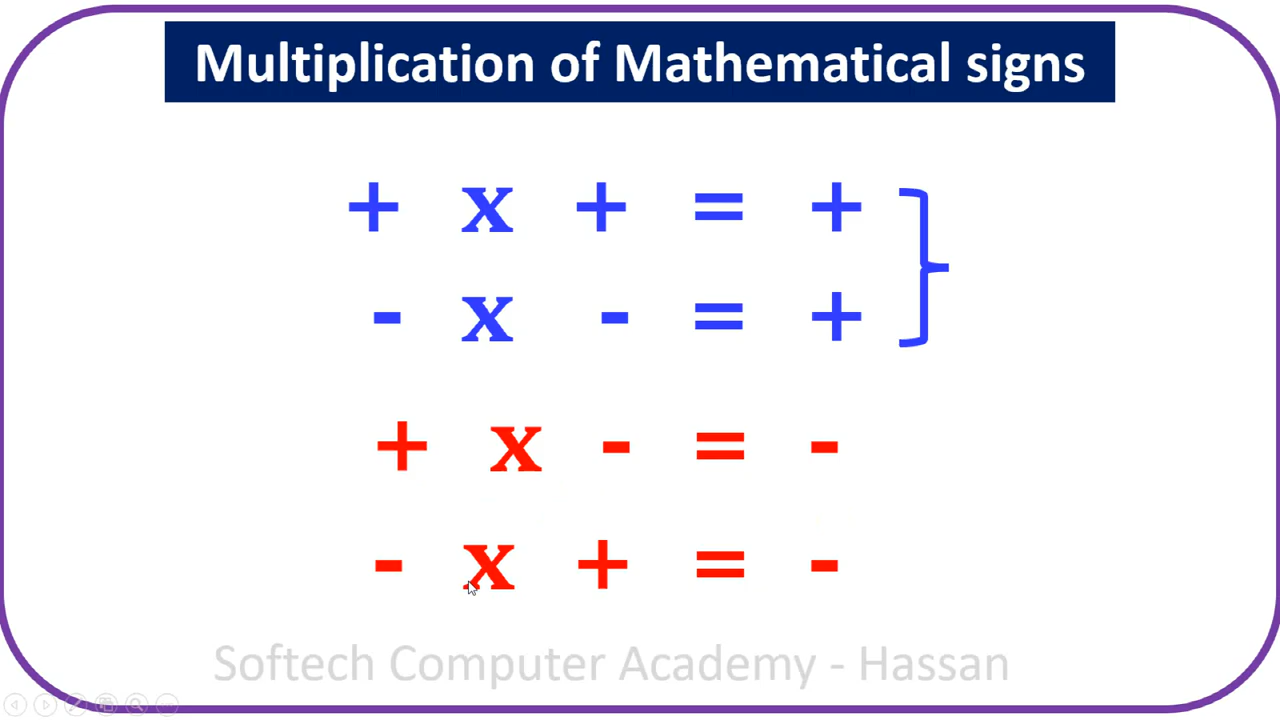 Multiplication of Mathematical signs
+ x + = +
- x - = +
+ x - = -
- x + = -
Softech Computer Academy - Hassan